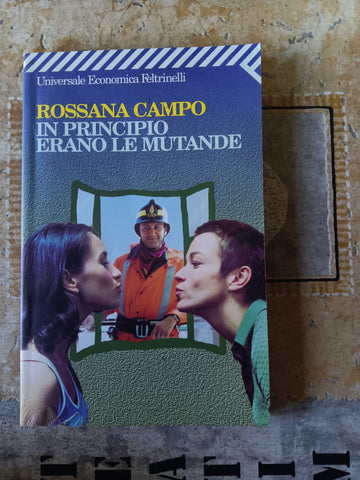 Universale Economica Feltrinelli
ROSSANA CAMPO
IN PRINCIPIO
ERANO LE MUTANDE